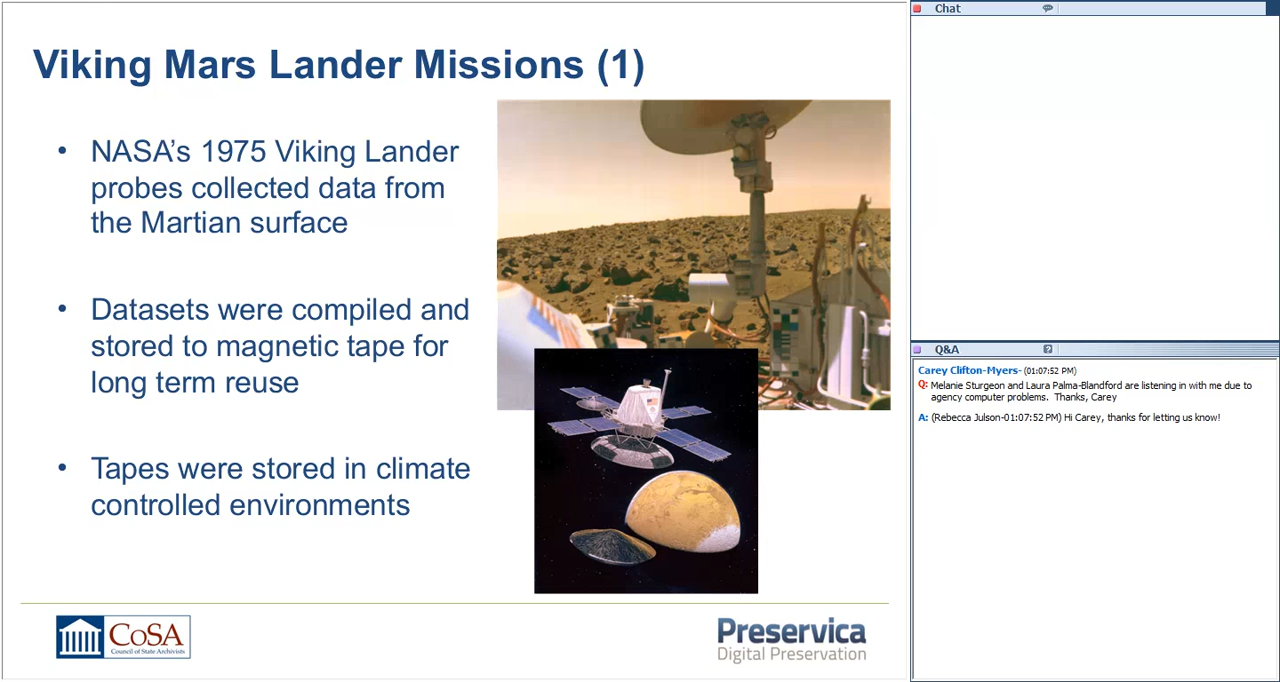 Viking Mars Lander Missions (1)
• NASA’s 1975 Viking Lander
probes collected data from
the Martian surface
• Datasets were compiled and
stored to magnetic tape for
long term reuse
• Tapes were stored in climate
controlled environments
CoSA
Council of State Archivists
Preservica
Digital Preservation
Chat
Q&A
Carey Clifton-Myers- (01:07:52 PM)
Q: Melanie Sturgeon and Laura Palma-Blandford are listening in with me due to
agency computer problems.  Thanks, Carey
A: (Rebecca Julson-01:07:52 PM) Hi Carey, thanks for letting us know!